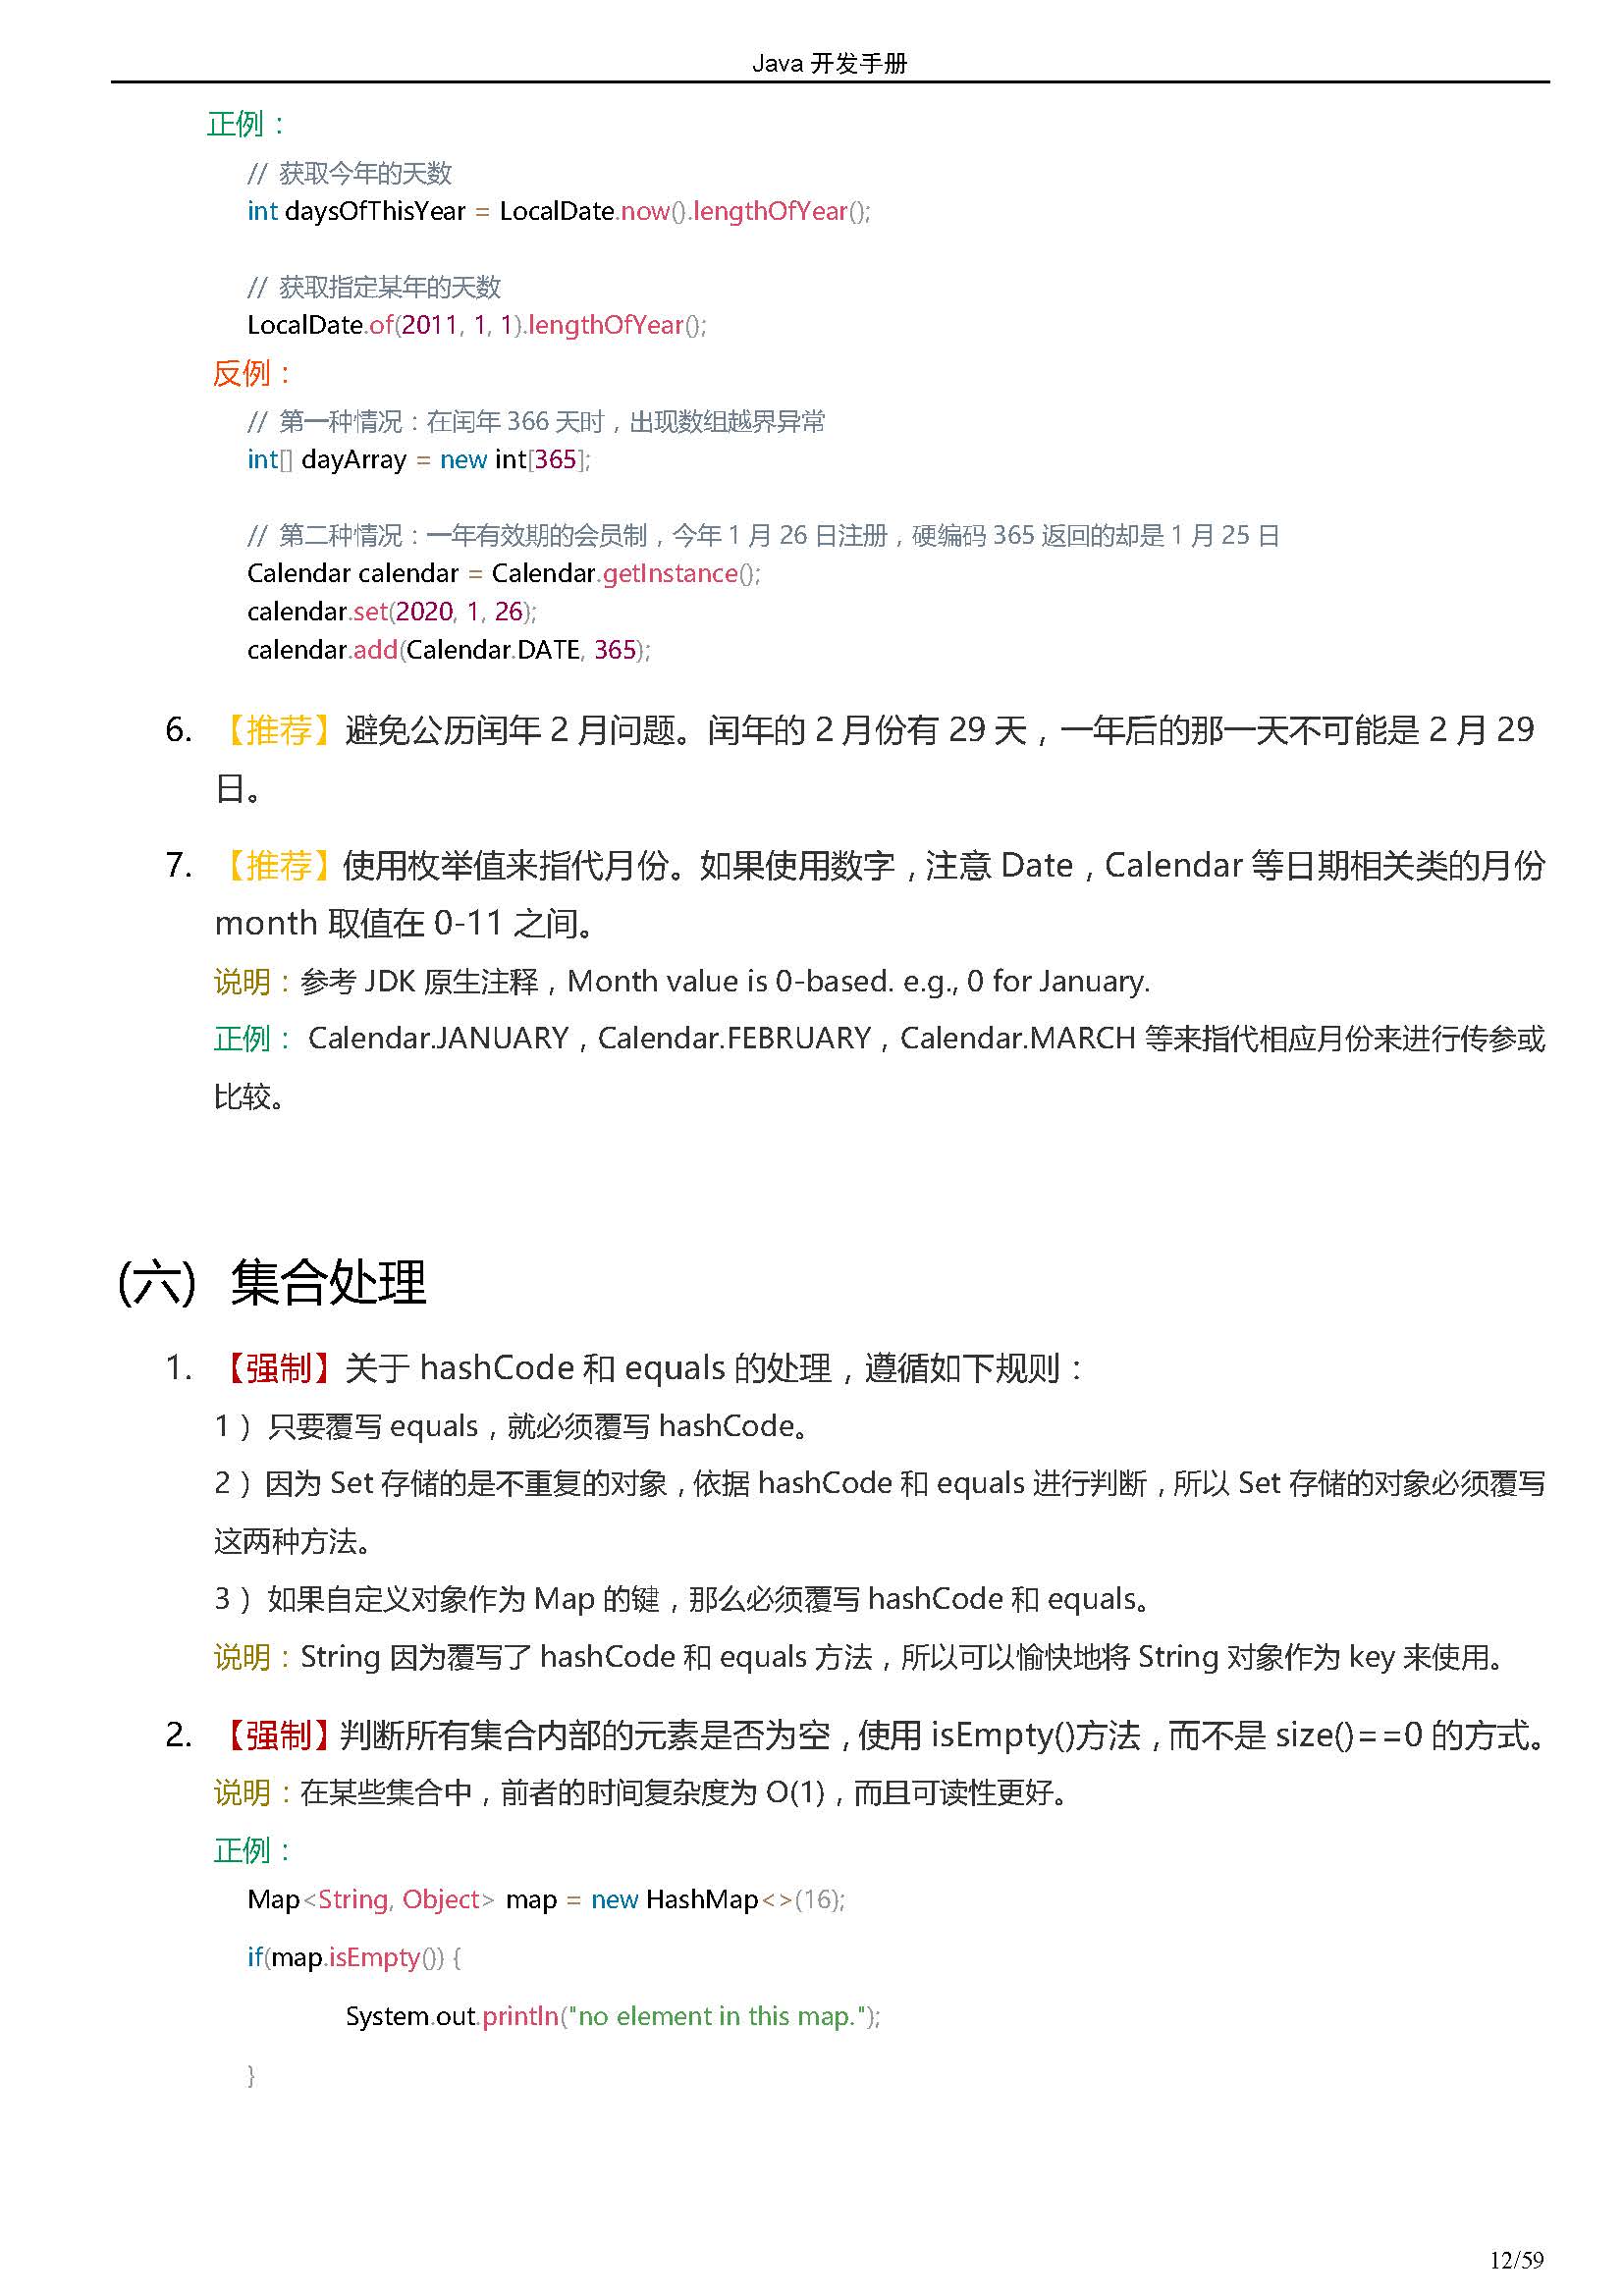 Java 开发手册
正例：
// 获取今年的天数
int daysOfThisYear = LocalDate.now().lengthOfYear();
// 获取指定某年的天数
LocalDate.of(2011, 1, 1).lengthOfYear();
反例：
// 第一种情况：在闰年 366 天时，出现数组越界异常
int[] dayArray = new int[365];
// 第二种情况：一年有效期的会员制，今年 1 月 26 日注册，硬编码 365 返回的却是 1 月 25 日
Calendar calendar = Calendar.getInstance();
calendar.set(2020, 1, 26);
calendar.add(Calendar.DATE, 365);
6. 【推荐】避免公历闰年 2 月问题。闰年的 2 月份有 29 天，一年后的那一天不可能是 2 月 29
日。
7. 【推荐】使用枚举值来指代月份。如果使用数字，注意 Date，Calendar 等日期相关类的月份
month 取值在 0-11 之间。
说明：参考 JDK 原生注释，Month value is 0-based. e.g., 0 for January.
正例： Calendar.JANUARY，Calendar.FEBRUARY，Calendar.MARCH 等来指代相应月份来进行传参或
比较。
(六) 集合处理
1. 【强制】关于 hashCode 和 equals 的处理，遵循如下规则：
1） 只要覆写 equals，就必须覆写 hashCode。
2） 因为 Set 存储的是不重复的对象，依据 hashCode 和 equals 进行判断，所以 Set 存储的对象必须覆写
这两种方法。
3） 如果自定义对象作为 Map 的键，那么必须覆写 hashCode 和 equals。
说明：String 因为覆写了 hashCode 和 equals 方法，所以可以愉快地将 String 对象作为 key 来使用。
2. 【强制】判断所有集合内部的元素是否为空，使用 isEmpty()方法，而不是 size()==0 的方式。
说明：在某些集合中，前者的时间复杂度为 O(1)，而且可读性更好。
正例：
Map<String, Object> map = new HashMap<>(16);
if(map.isEmpty()) {
System.out.println("no element in this map.");
}
12/59